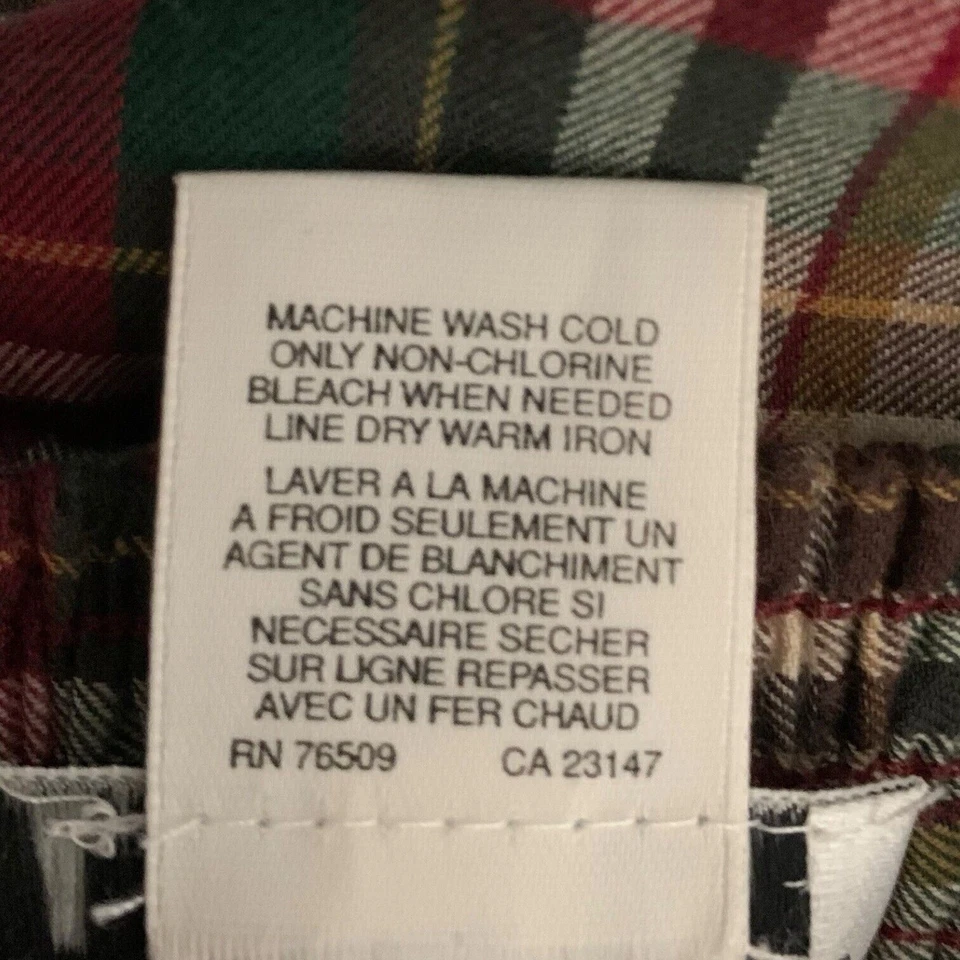 MACHINE WASH COLD
ONLY NON-CHLORINE
BLEACH WHEN NEEDED
LINE DRY WARM IRON
LAVER A LA MACHINE
A FROID SEULEMENT UN
AGENT DE BLANCHIMENT
SANS CHLORE SI
NECESSAIRE SECHER
SUR LIGNE REPASSER
AVEC UN FER CHAUD
RN 76509 CA 23147